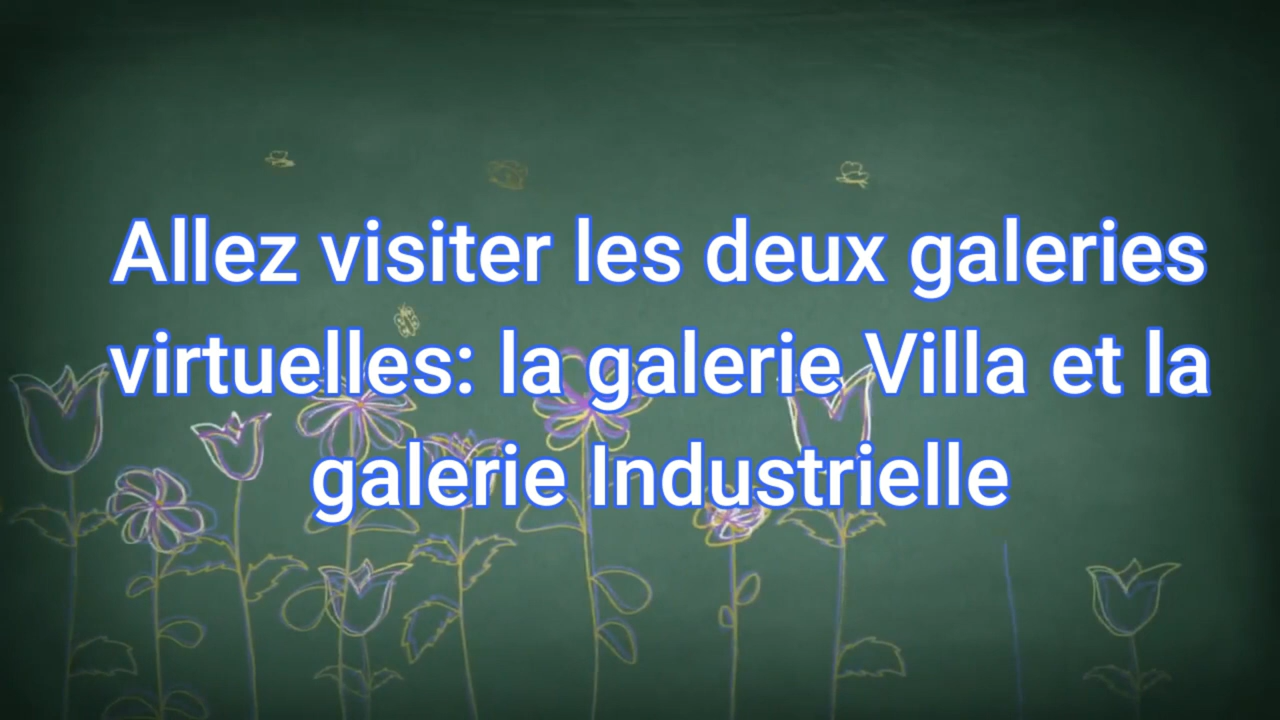 Allez visiter les deux galeries
virtuelles: la galerie Villa et la
galerie Industrielle